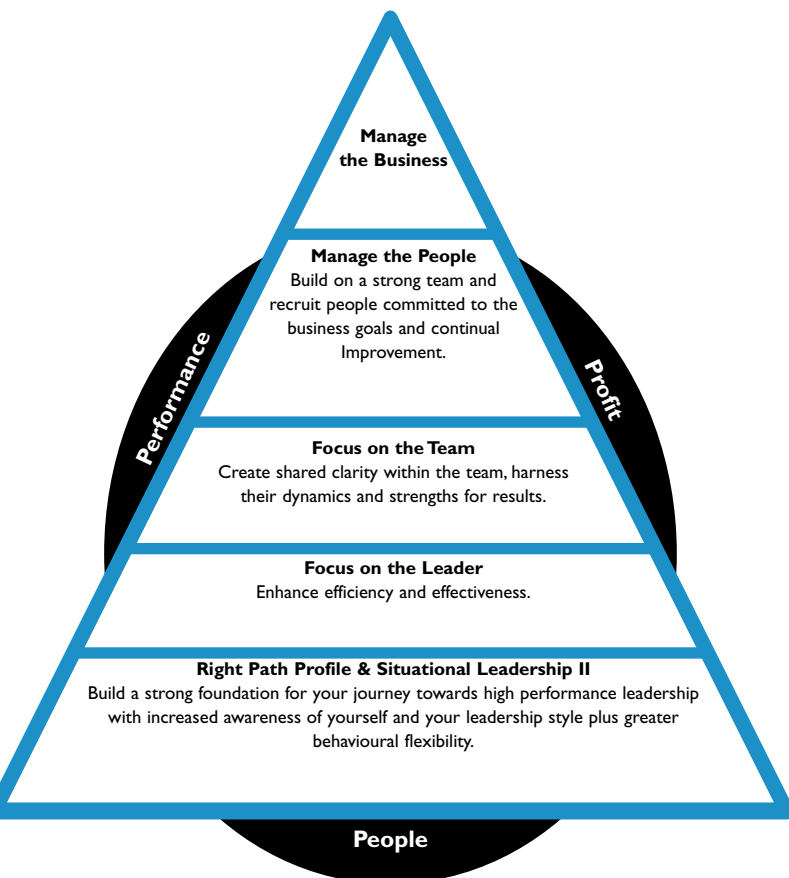 Manage
the Business
Manage the People
Build on a strong team and
recruit people committed to the
business goals and continual
Improvement.
Performance
Profit
Focus on the Team
Create shared clarity within the team, harness
their dynamics and strengths for results.
Focus on the Leader
Enhance efficiency and effectiveness.
Right Path Profile & Situational Leadership II
Build a strong foundation for your journey towards high performance leadership
with increased awareness of yourself and your leadership style plus greater
behavioural flexibility.
People